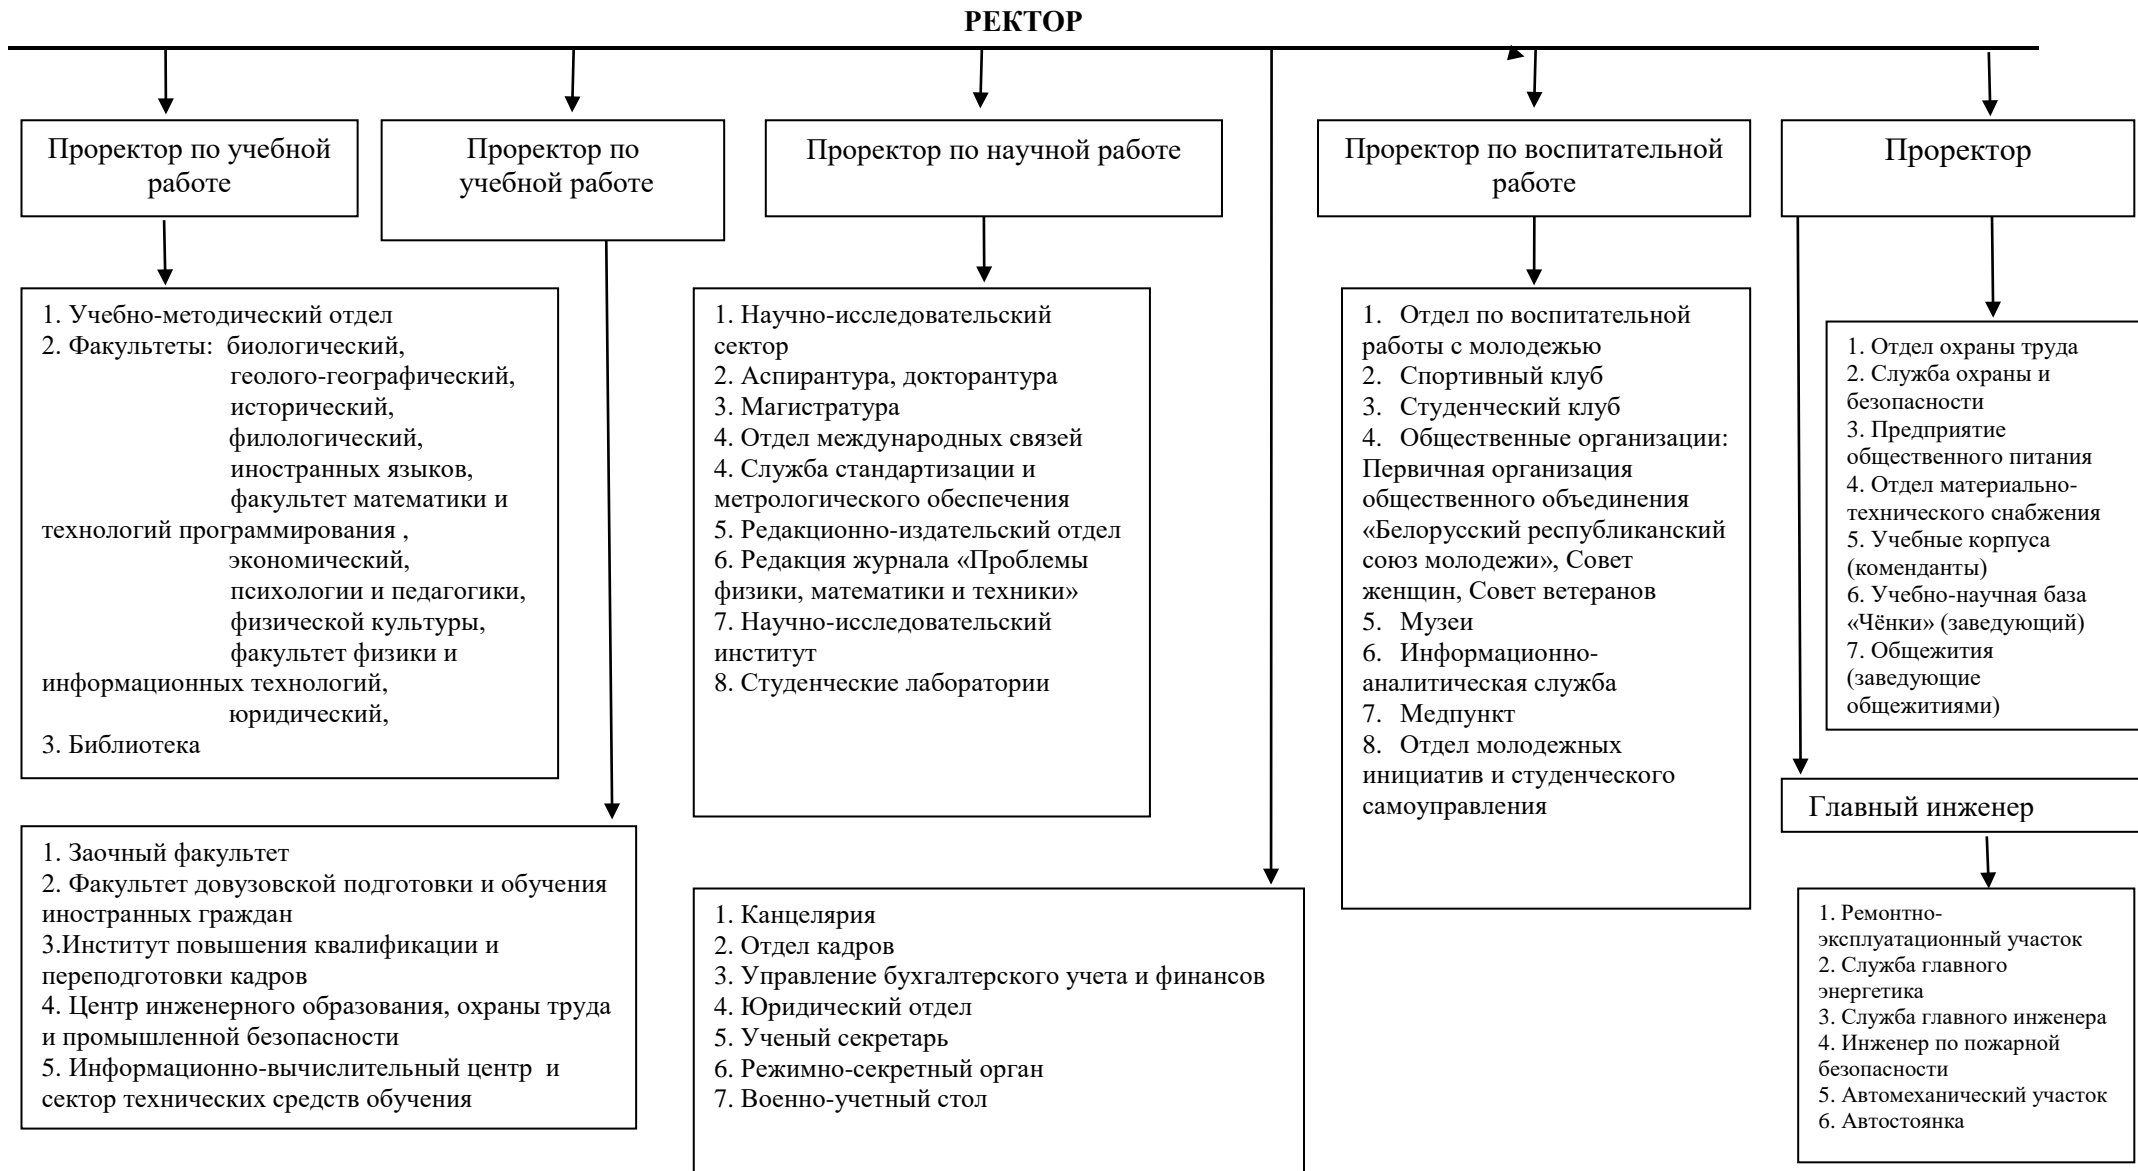 РЕКТОР
Проректор по учебной
работе
Проректор по
учебной работе
Проректор по научной работе
Проректор по воспитательной
работе
Проректор
1. Учебно-методический отдел
2. Факультеты: биологический,
геолого-географический,
исторический,
филологический,
иностранных языков,
факультет математики и
технологий программирования ,
экономический,
психологии и педагогики,
физической культуры,
факультет физики и
информационных технологий,
юридический,
3. Библиотека
1. Научно-исследовательский
сектор
2. Аспирантура, докторантура
3. Магистратура
4. Отдел международных связей
4. Служба стандартизации и
метрологического обеспечения
5. Редакционно-издательский отдел
6. Редакция журнала «Проблемы
физики, математики и техники»
7. Научно-исследовательский
институт
8. Студенческие лаборатории
1. Отдел по воспитательной
работы с молодежью
2. Спортивный клуб
3. Студенческий клуб
4. Общественные организации:
Первичная организация
общественного объединения
«Белорусский республиканский
союз молодежи», Совет
женщин, Совет ветеранов
5. Музеи
6. Информационно-
аналитическая служба
7. Медпункт
8. Отдел молодежных
инициатив и студенческого
самоуправления
1. Отдел охраны труда
2. Служба охраны и
безопасности
3. Предприятие
общественного питания
4. Отдел материально-
технического снабжения
5. Учебные корпуса
(коменданты)
6. Учебно-научная база
«Чёнки» (заведующий)
7. Общежития
(заведующие
общежитиями)
Главный инженер
1. Заочный факультет
2. Факультет довузовской подготовки и обучения
иностранных граждан
3.Институт повышения квалификации и
переподготовки кадров
4. Центр инженерного образования, охраны труда
и промышленной безопасности
5. Информационно-вычислительный центр и
сектор технических средств обучения
1. Канцелярия
2. Отдел кадров
3. Управление бухгалтерского учета и финансов
4. Юридический отдел
5. Ученый секретарь
6. Режимно-секретный орган
7. Военно-учетный стол
1. Ремонтно-
эксплуатационный участок
2. Служба главного
энергетика
3. Служба главного инженера
4. Инженер по пожарной
безопасности
5. Автомеханический участок
6. Автостоянка